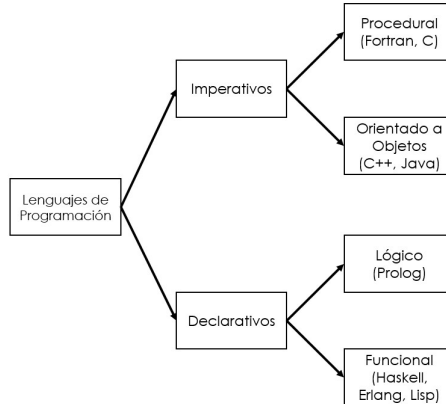 Procedural
(Fortran, C)
Imperativos
Orientado a
Objetos
(C++, Java)
Lenguajes de
Programación
Lógico
(Prolog)
Declarativos
Funcional
(Haskell,
Erlang, Lisp)